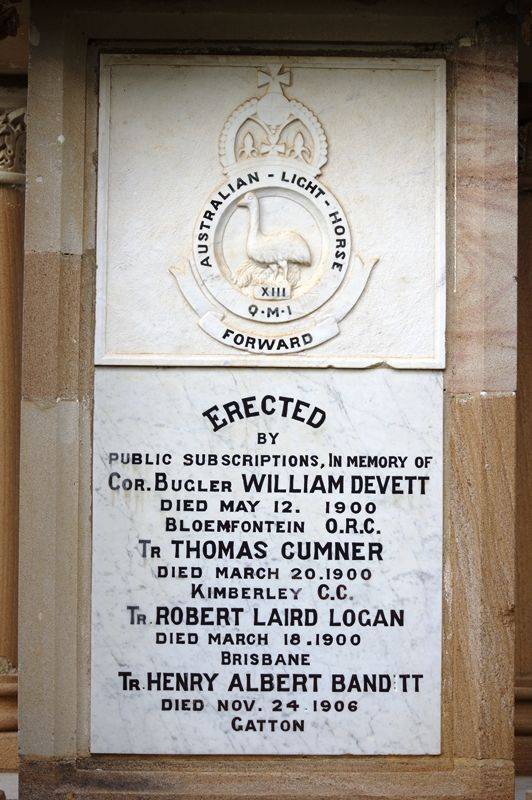 AUSTRALIAN - LIGHT - HORSE
XIII
Q.M.I
FORWARD
ERECTED
BY
PUBLIC SUBSCRIPTIONS, IN MEMORY OF
COR. BUGLER WILLIAM DEVETT
DIED MAY 12. 1900
BLOEMFONTEIN O.R.C.
TR THOMAS CUMNER
DIED MARCH 20.1900
KIMBERLEY C.C.
TR. ROBERT LAIRD LOGAN
DIED MARCH 18.1900
BRISBANE
TR. HENRY ALBERT
DIED NOV. 24 1906
GATTON